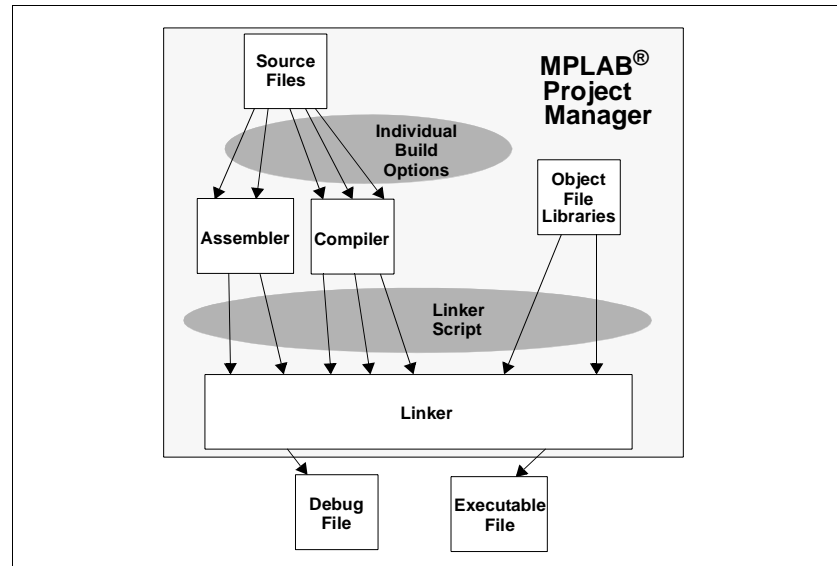 Source
Files
MPLAB®
Project
Manager
Individual
Build
Options
Object
File
Libraries
Assembler
Compiler
Linker
Script
Linker
Debug
File
Executable
File